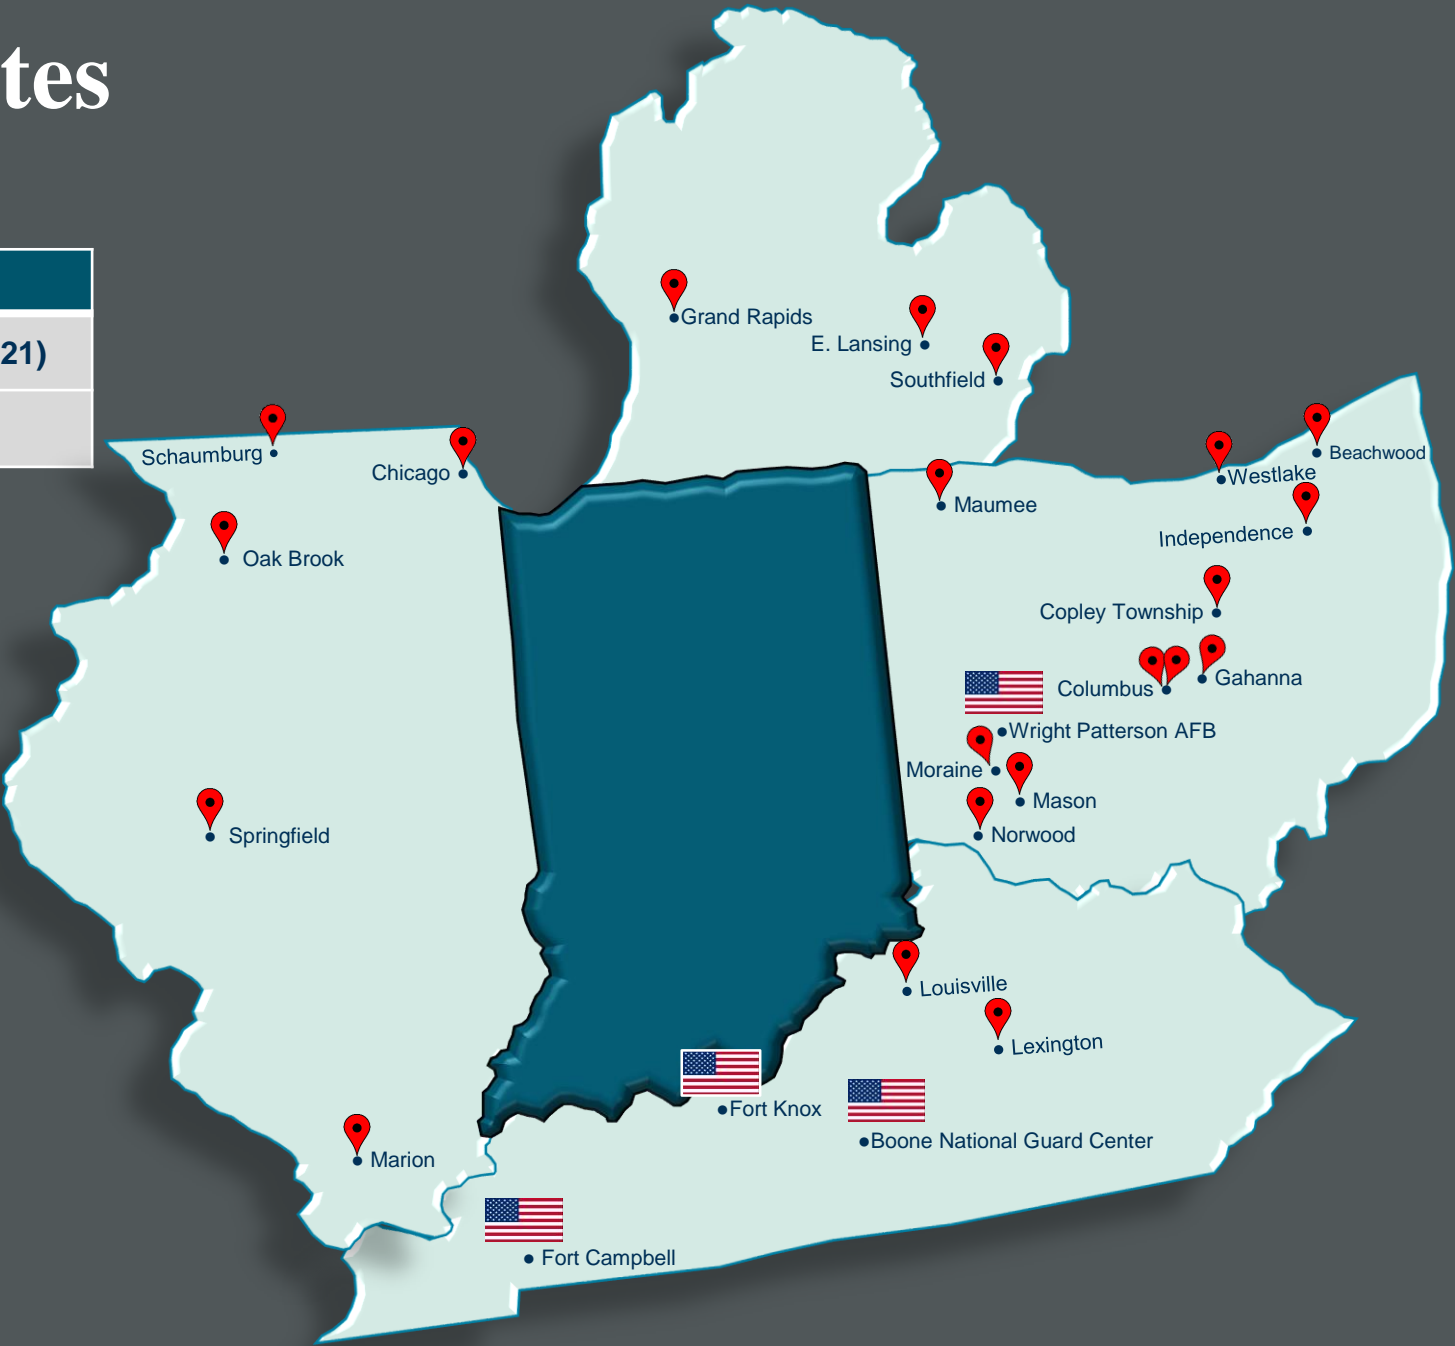 tes
21)
Grand Rapids
E. Lansing
Southfield
Schaumburg
Chicago
Oak Brook
Springfield
Marion
Maumee
Westlake
Beachwood
Independence
Copley Township
Columbus
Gahanna
Wright Patterson AFB
Moraine
Mason
Norwood
Louisville
Lexington
Fort Knox
Boone National Guard Center
Fort Campbell